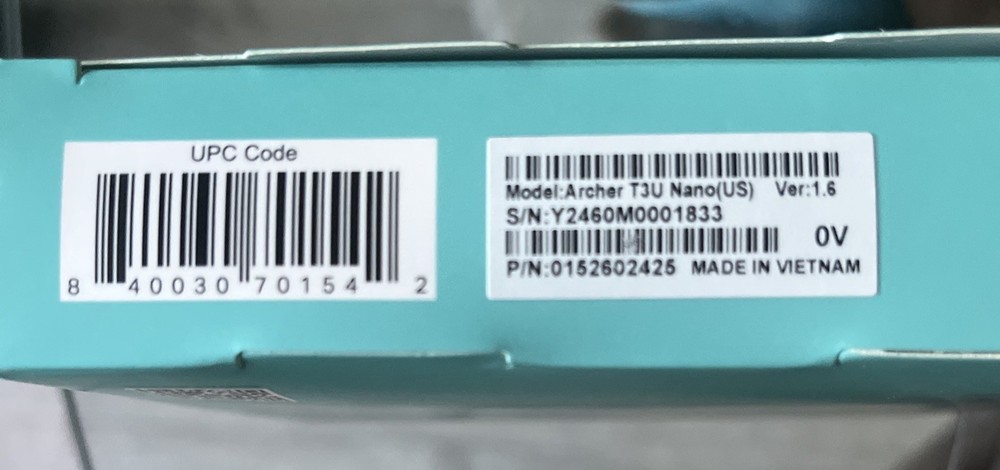 UPC Code
8 40030 70154 2
Model:Archer T3U Nano(US) Ver:1.6
S/N:Y2460M0001833
0V
P/N:0152602425 MADE IN VIETNAM